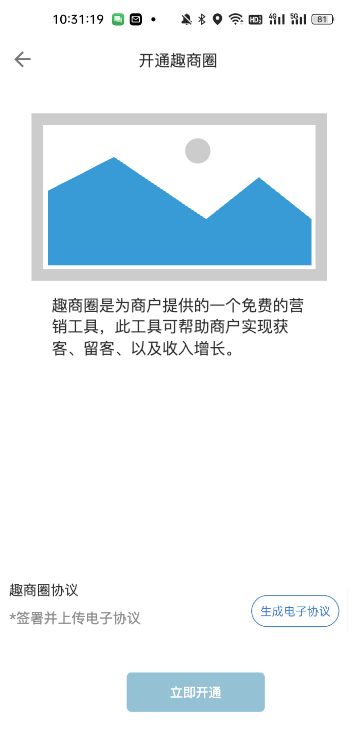 10:31:19
HD2 4G 5G 81
开通趣商圈
趣商圈是为商户提供的一个免费的营
销工具，此工具可帮助商户实现获
客、留客、以及收入增长。
趣商圈协议
*签署并上传电子协议
生成电子协议
立即开通